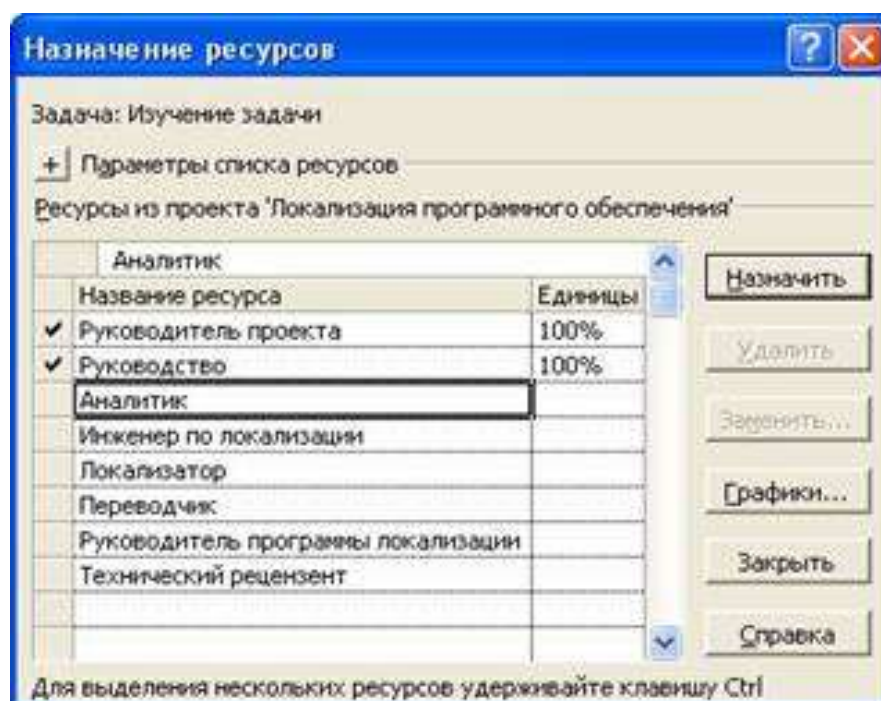 Назначение ресурсов
Задача: Изучение задачи
+ Параметры списка ресурсов
Ресурсы из проекта 'Локализация программного обеспечения'
Аналитик
Название ресурса Единицы
Руководитель проекта 100%
Руководство 100%
Аналитик
Инженер по локализации
Локализатор
Переводчик
Руководитель программы локализации
Технический рецензент
Назначить
Удалить
Заменить...
Графики...
Закрыть
Справка
Для выделения нескольких ресурсов удерживайте клавишу Ctrl